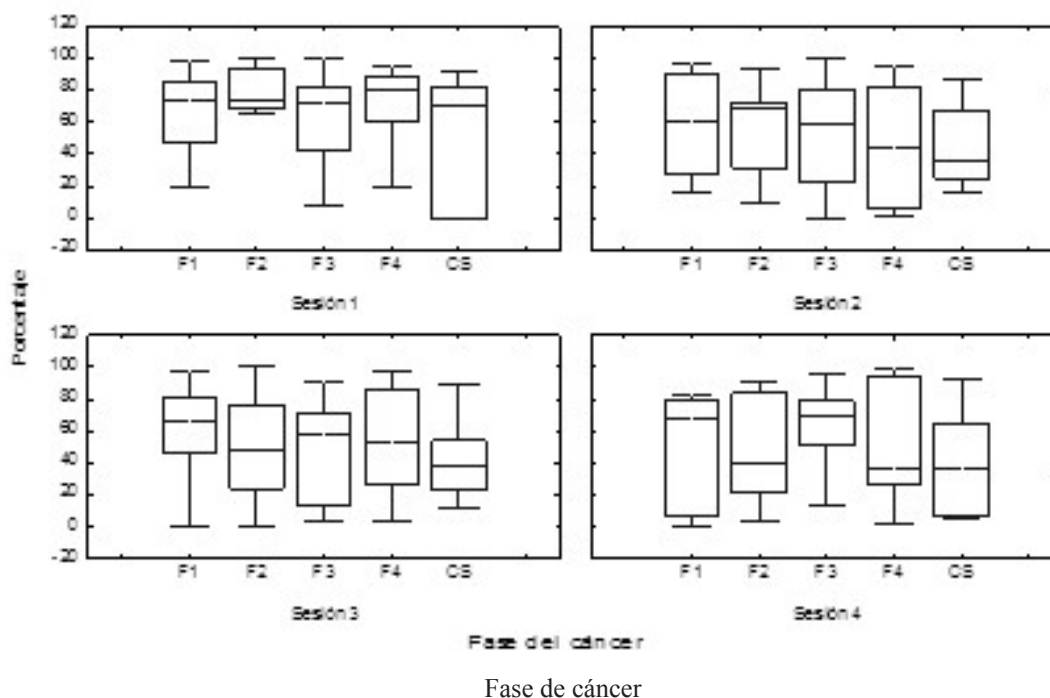 Porcentaje
120
100
80
60
40
20
0
-20
F1 F2 F3 F4 CS
Sesión 1
F1 F2 F3 F4 CS
Sesión 2
120
100
80
60
40
20
0
-20
F1 F2 F3 F4 CS
Sesión 3
F1 F2 F3 F4 CS
Sesión 4
Fase del cáncer
Fase de cáncer